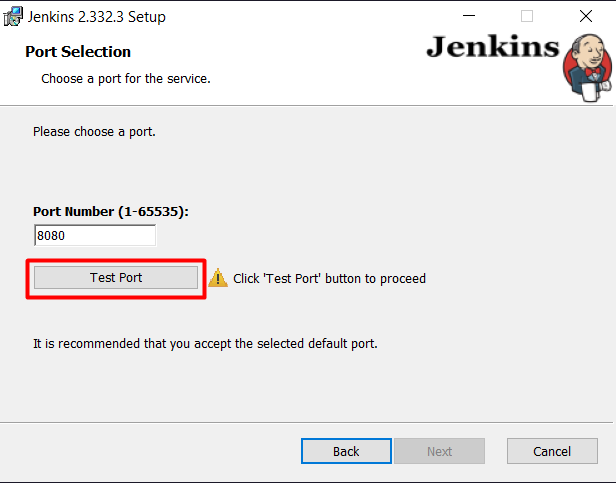 Jenkins 2.332.3 Setup
Port Selection
Choose a port for the service.
Jenkins
Please choose a port.
Port Number (1-65535):
8080
Test Port
Click 'Test Port' button to proceed
It is recommended that you accept the selected default port.
Back
Next
Cancel